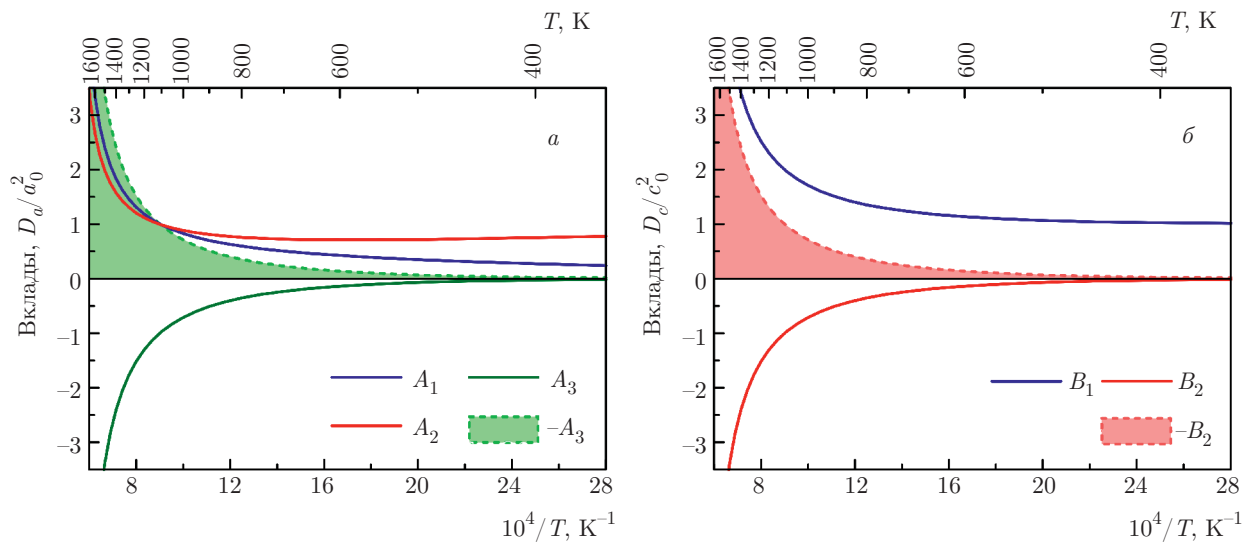 T, K
1600
1400
1200
1000
800
600
400
Вклады, D_a/a_0^2
3
2
1
0
–1
–2
–3
а
A_1
A_3
A_2
–A_3
8
12
16
20
24
28
10^4/T, K^{–1}
T, K
1600
1400
1200
1000
800
600
400
Вклады, D_c/c_0^2
3
2
1
0
–1
–2
–3
б
B_1
B_2
–B_2
8
12
16
20
24
28
10^4/T, K^{–1}